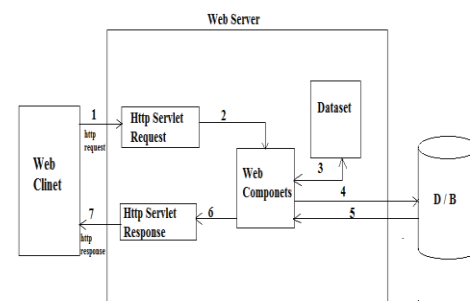 Web Server
1
http
request
Http Servlet
Request
2
Dataset
Web
Clinet
3
Web
Componets
4
D / B
5
6
Http Servlet
Response
7
http
response